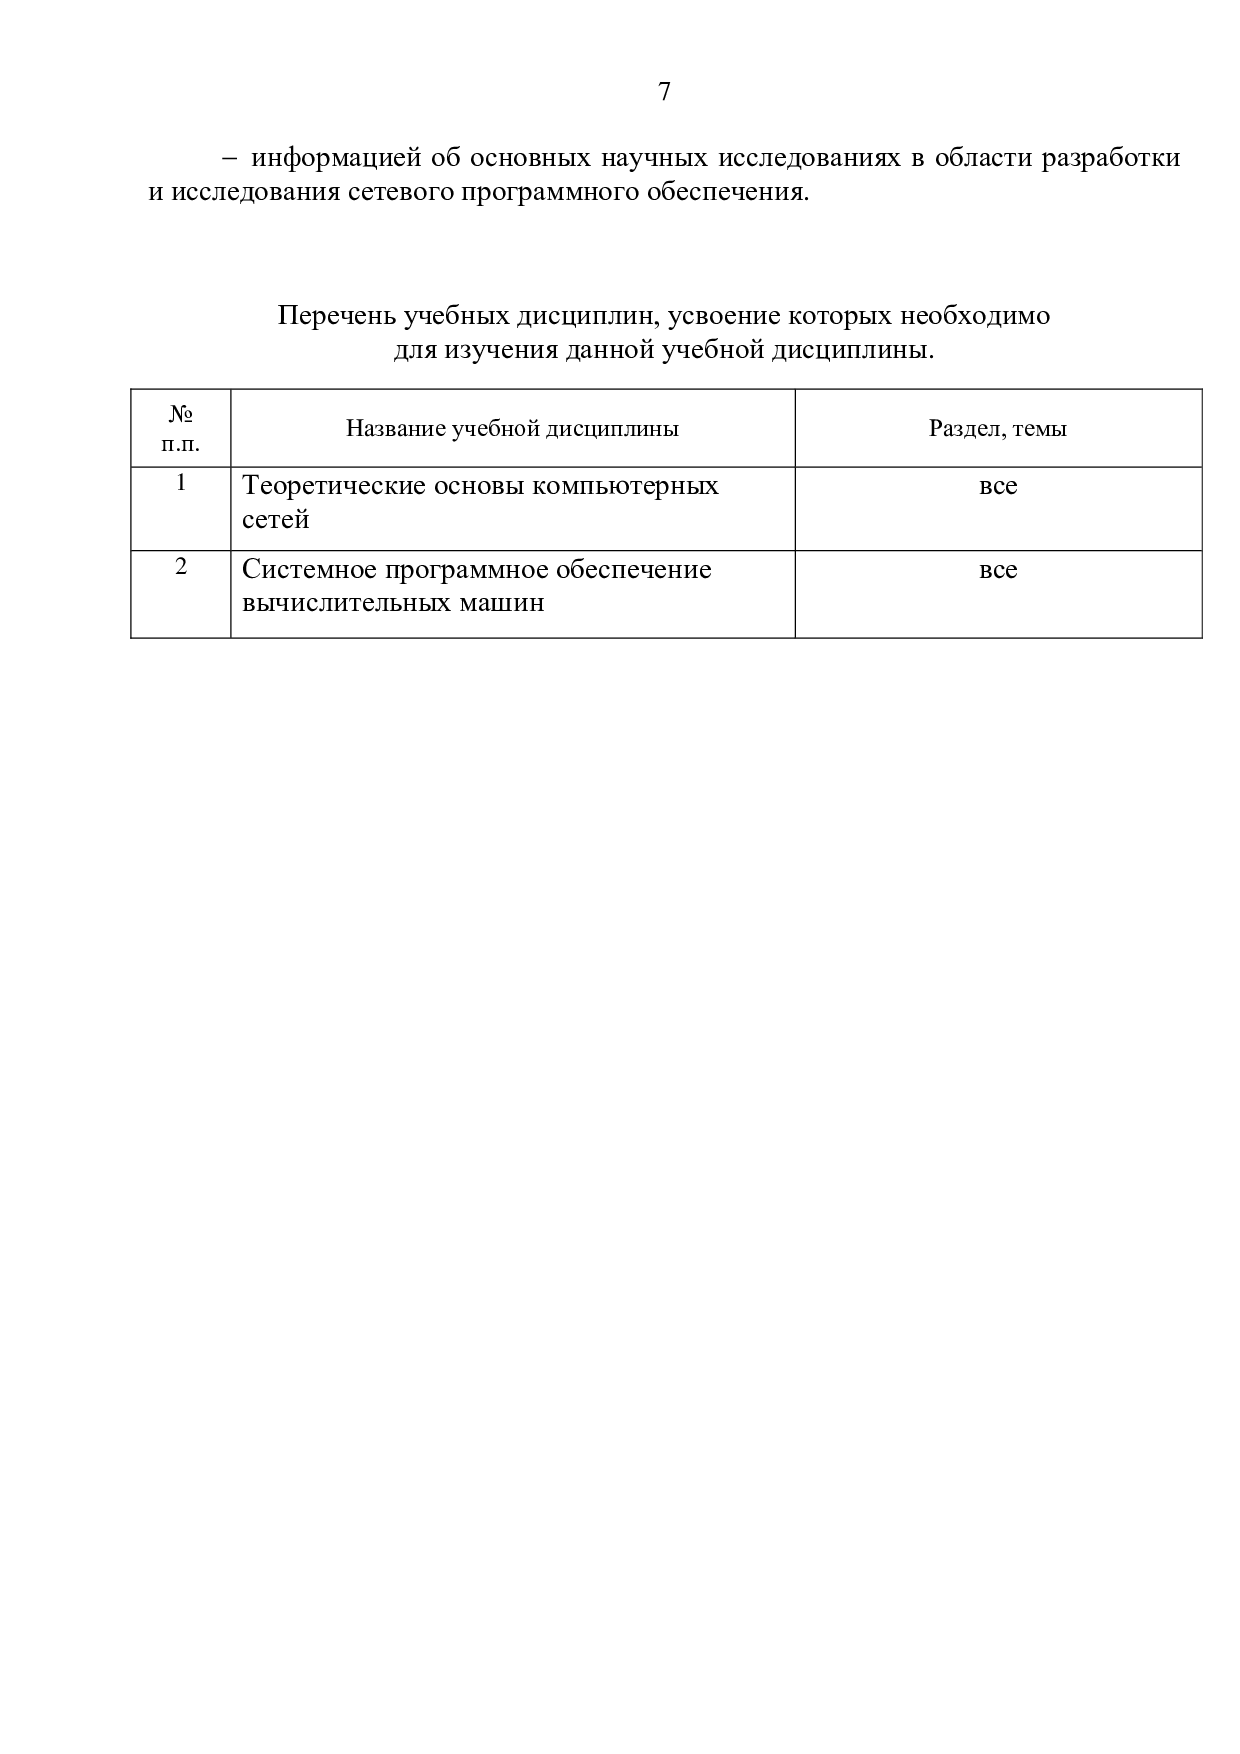 7
– информацией об основных научных исследованиях в области разработки
и исследования сетевого программного обеспечения.
Перечень учебных дисциплин, усвоение которых необходимо
для изучения данной учебной дисциплины.
№
п.п.
Название учебной дисциплины
Раздел, темы
1
Теоретические основы компьютерных
сетей
все
2
Системное программное обеспечение
вычислительных машин
все